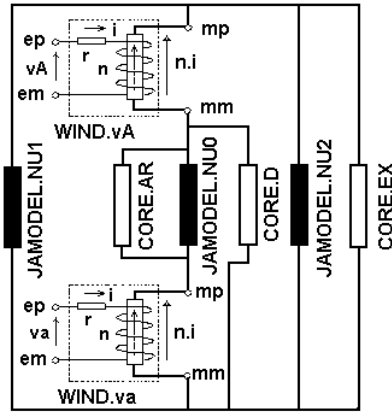 i
ep
mp
vA
r
n
n.i
em
mm
WIND.vA
JAMODEL.NU1
CORE.AR
JAMODEL.NU0
CORE.D
JAMODEL.NU2
CORE.EX
i
ep
mp
va
r
n
n.i
em
mm
WIND.va